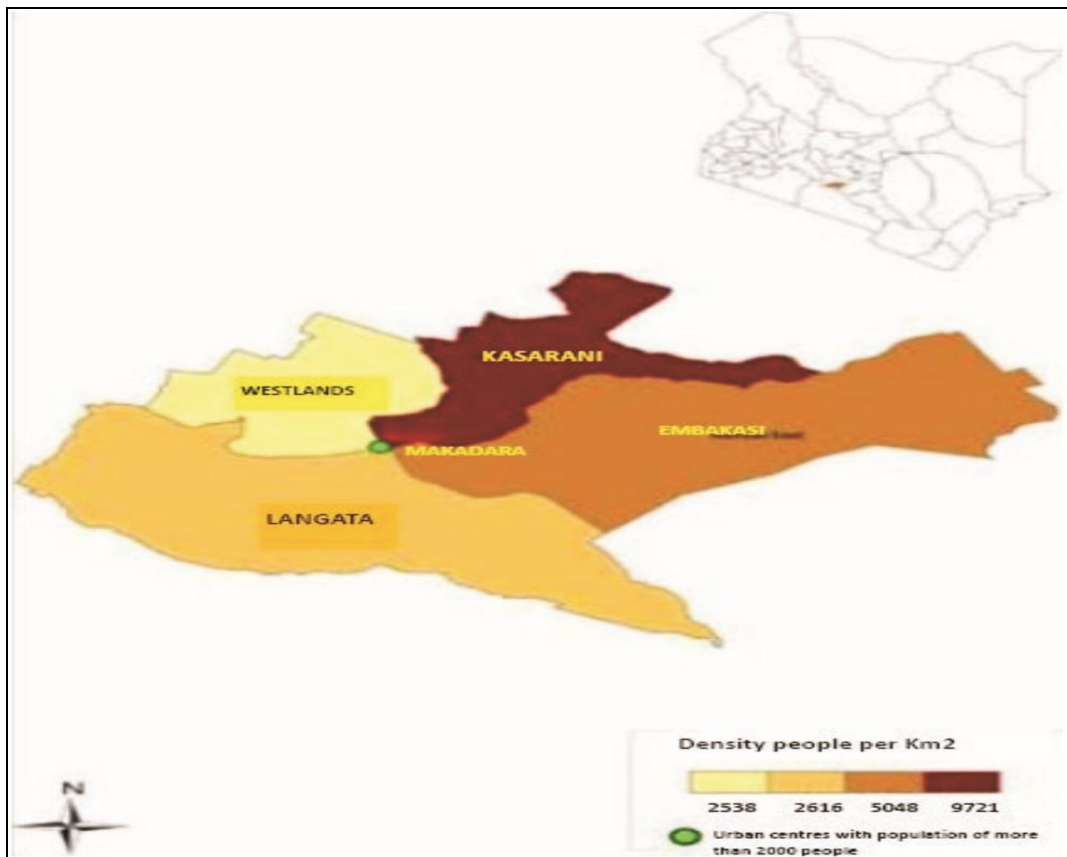 KASARANI
WESTLANDS
EMBAKASI
MAKADARA
LANGATA
Density people per Km2
2538 2616 5048 9721
Urban centres with population of more
than 2000 people
N